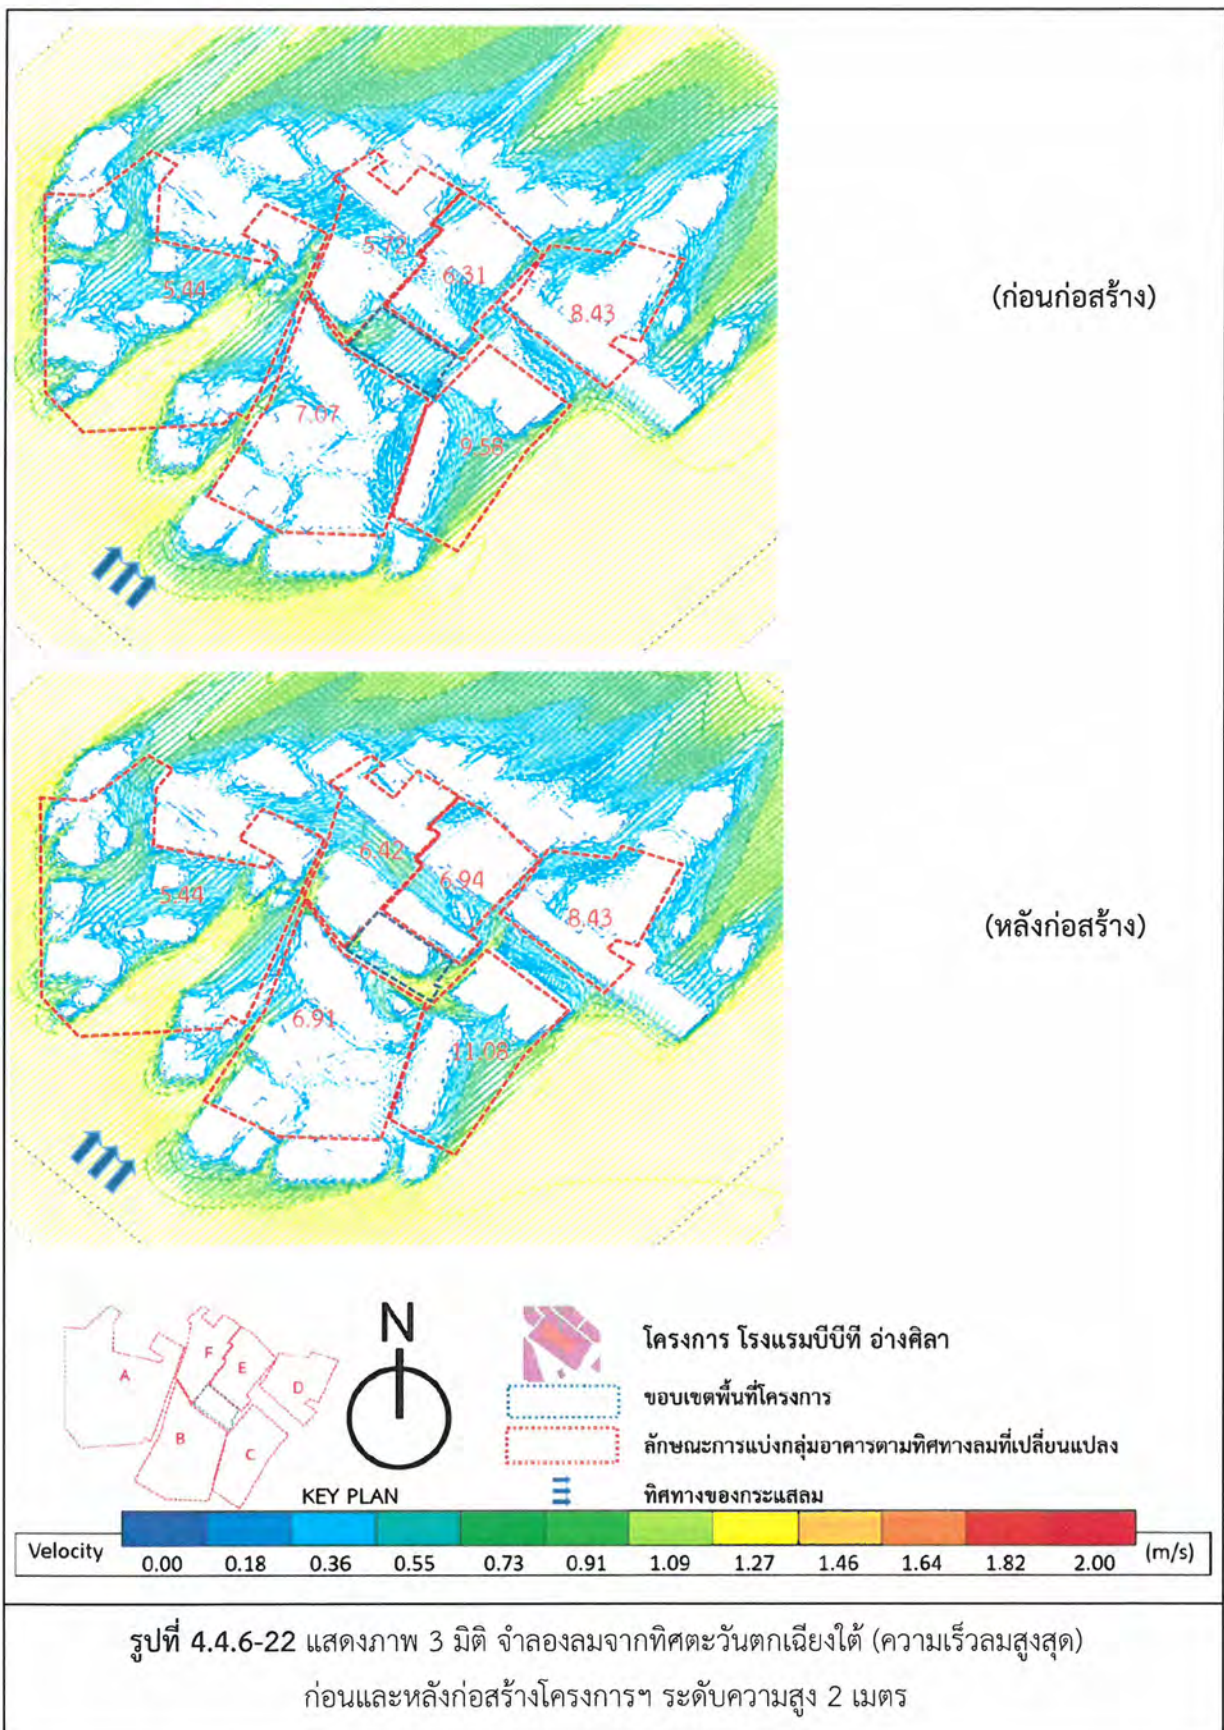 5.72
6.31
5.44
8.43
7.07
9.58
(ก่อนก่อสร้าง)
6.42
6.94
5.44
8.43
6.91
11.08
(หลังก่อสร้าง)
A
F
E
D
B
C
KEY PLAN
N
โครงการ โรงแรมบีบีที อ่างศิลา
ขอบเขตพื้นที่โครงการ
ลักษณะการแบ่งกลุ่มอาคารตามทิศทางลมที่เปลี่ยนแปลง
ทิศทางของกระแสลม
Velocity 0.00 0.18 0.36 0.55 0.73 0.91 1.09 1.27 1.46 1.64 1.82 2.00 (m/s)
รูปที่ 4.4.6-22 แสดงภาพ 3 มิติ จำลองลมจากทิศตะวันตกเฉียงใต้ (ความเร็วลมสูงสุด)
ก่อนและหลังก่อสร้างโครงการฯ ระดับความสูง 2 เมตร